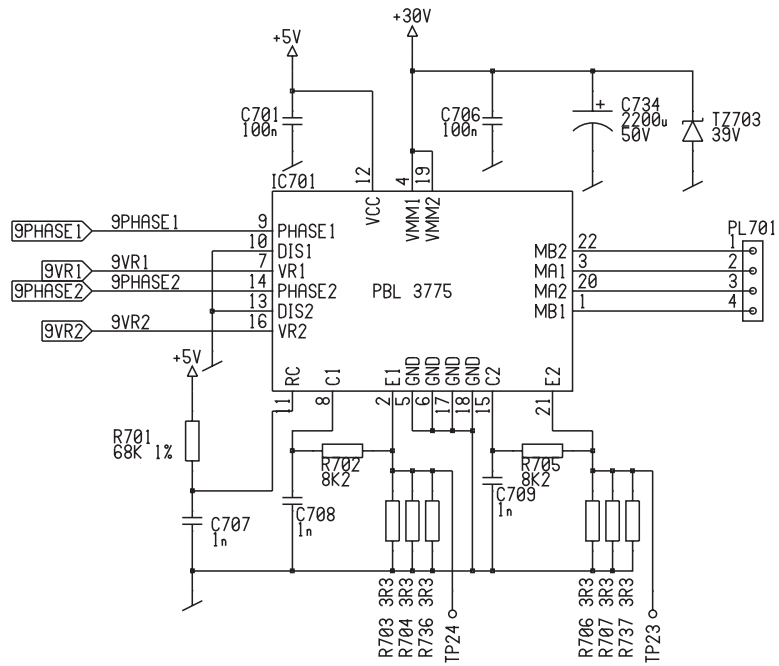 +30V
+5V
C701
100n
C706
100n
C734
2200u
50V
TZ703
39V
IC701
12
4
19
VCC
VMM1
VMM2
9PHASE1
9PHASE1
9
PHASE1
10
DIS1
9VR1
9VR1
7
VR1
9PHASE2
9PHASE2
14
PHASE2
13
DIS2
9VR2
9VR2
16
VR2
PBL 3775
MB2
22
MA1
3
MA2
20
MB1
1
PL701
1
2
3
4
+5V
RC
C1
E1
GND
GND
GND
GND
C2
E2
11
8
2
5
6
17
18
15
21
R701
68K 1%
R702
8K2
R705
8K2
C707
1n
C708
1n
C709
1n
R703 3R3
R704 3R3
R736 3R3
TP24
R706 3R3
R707 3R3
R737 3R3
TP23